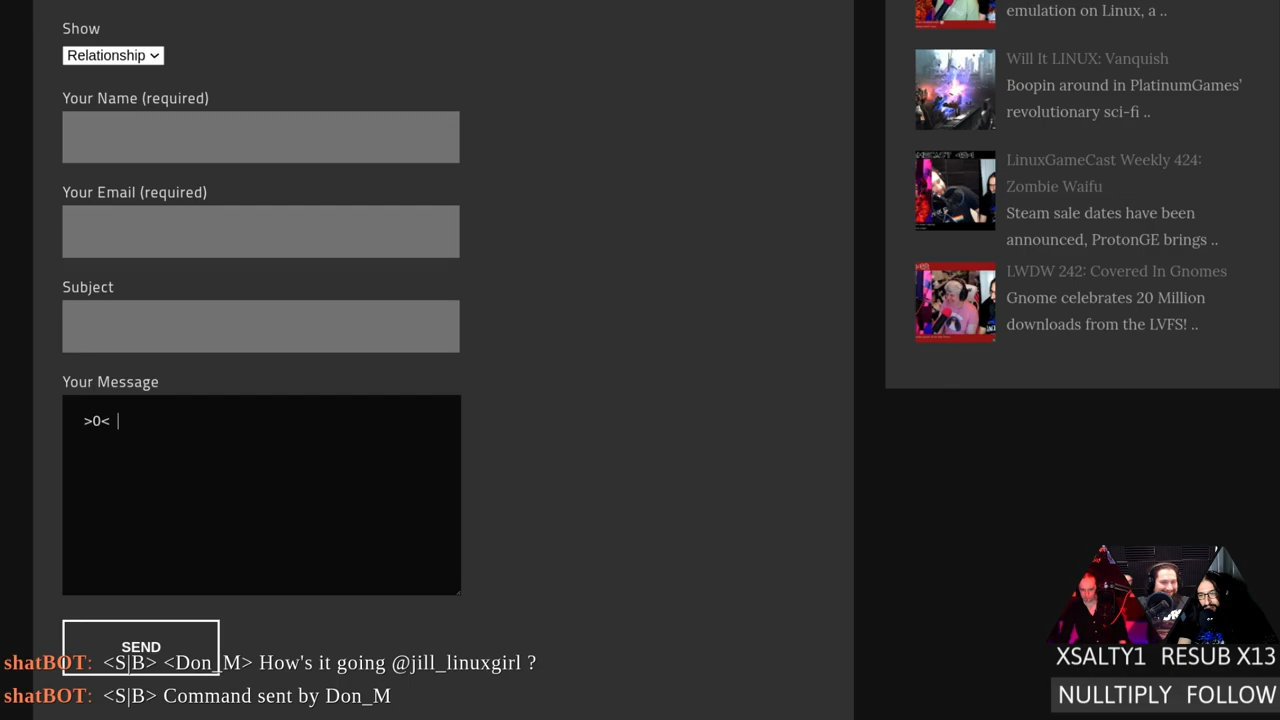 Show
Relationship
Your Name (required)
Your Email (required)
Subject
Your Message
>0<
SEND
emulation on Linux, a ..
Will It LINUX: Vanquish
Boopin around in PlatinumGames'
revolutionary sci-fi ..
LinuxGameCast Weekly 424:
Zombie Waifu
Steam sale dates have been
announced, ProtonGE brings ..
LWDW 242: Covered In Gnomes
Gnome celebrates 20 Million
downloads from the LVFS! ..
shatBOT: <S|B> <Don_M> How's it going @jill_linuxgirl ?
shatBOT: <S|B> Command sent by Don_M
XSALTY1 RESUB X13
NULLTIPLY FOLLOW